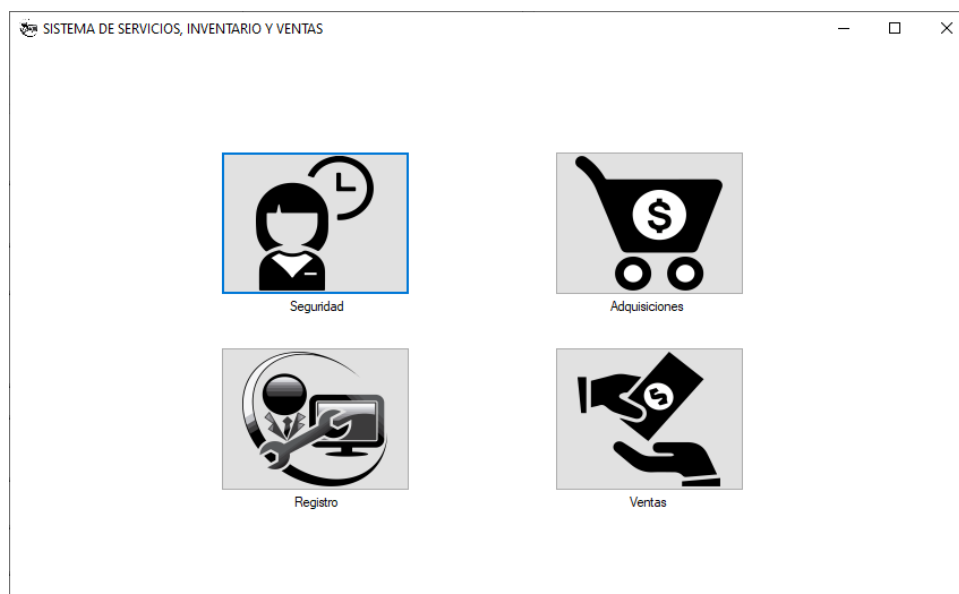 SISTEMA DE SERVICIOS, INVENTARIO Y VENTAS
$
Seguridad
Adquisiciones
$
Registro
Ventas